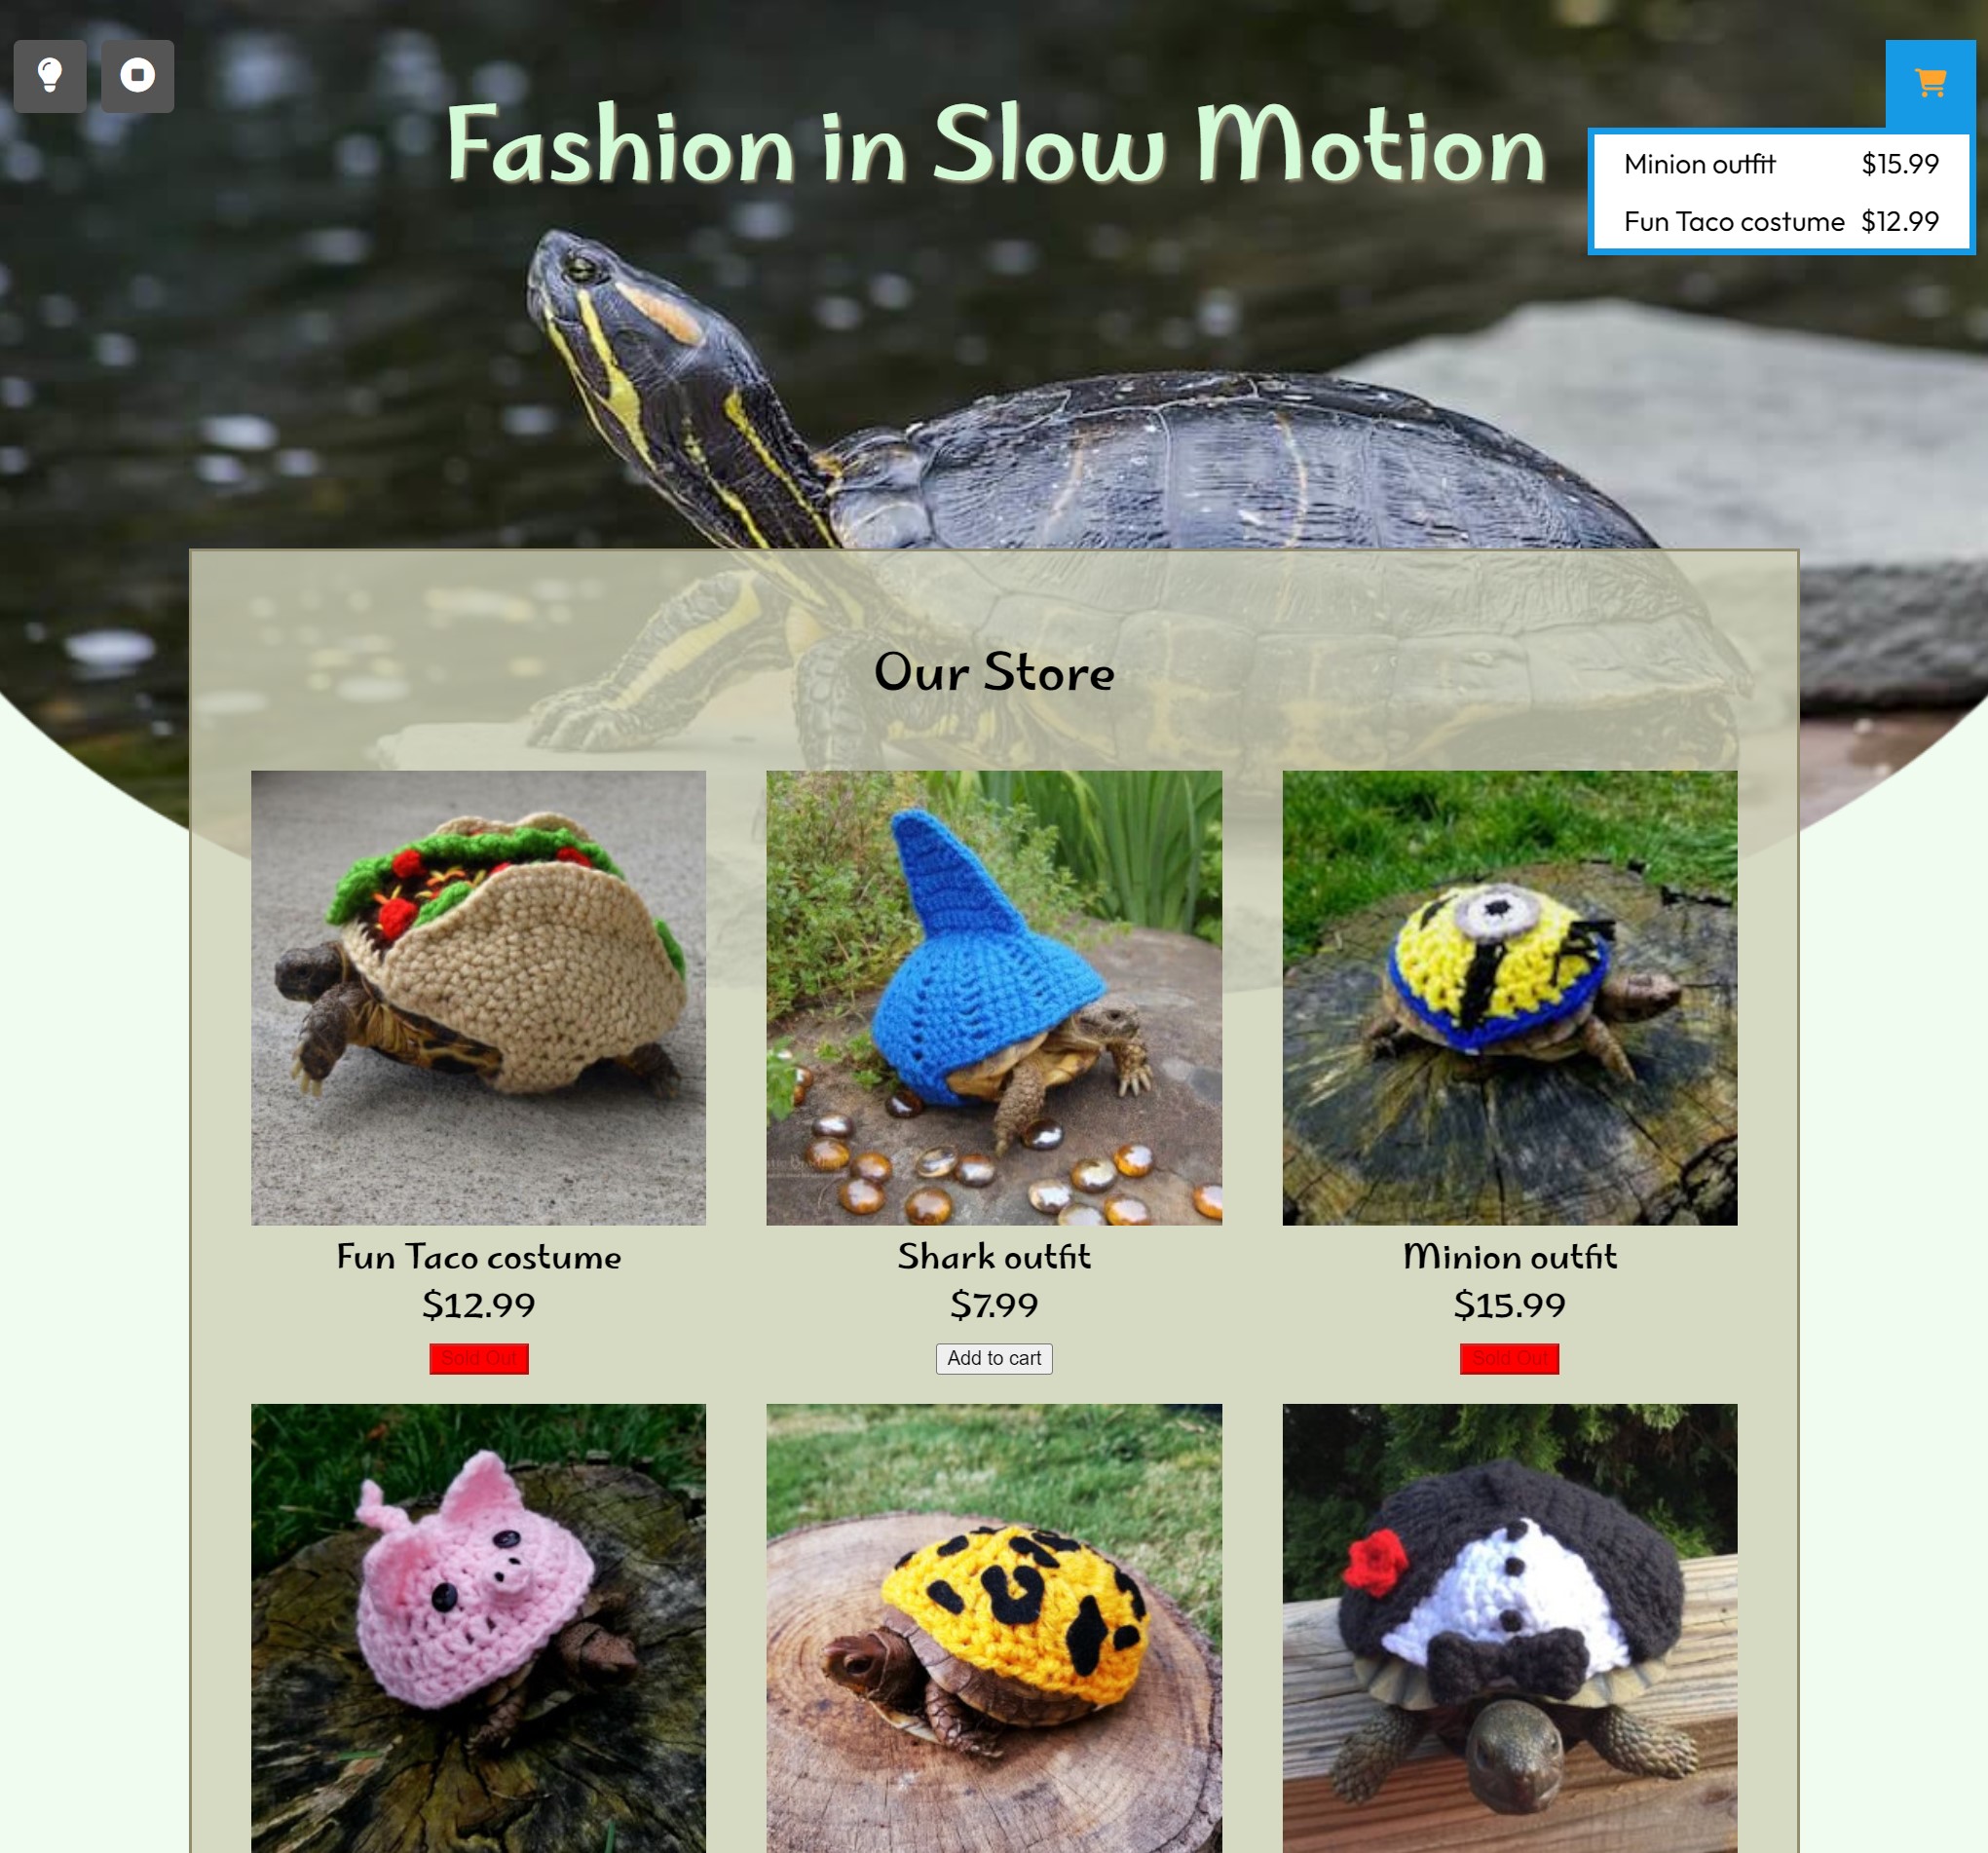 Fashion in Slow Motion
Minion outfit $15.99
Fun Taco costume $12.99
Our Store
Fun Taco costume
$12.99
Sold Out
Shark outfit
$7.99
Add to cart
Minion outfit
$15.99
Sold Out